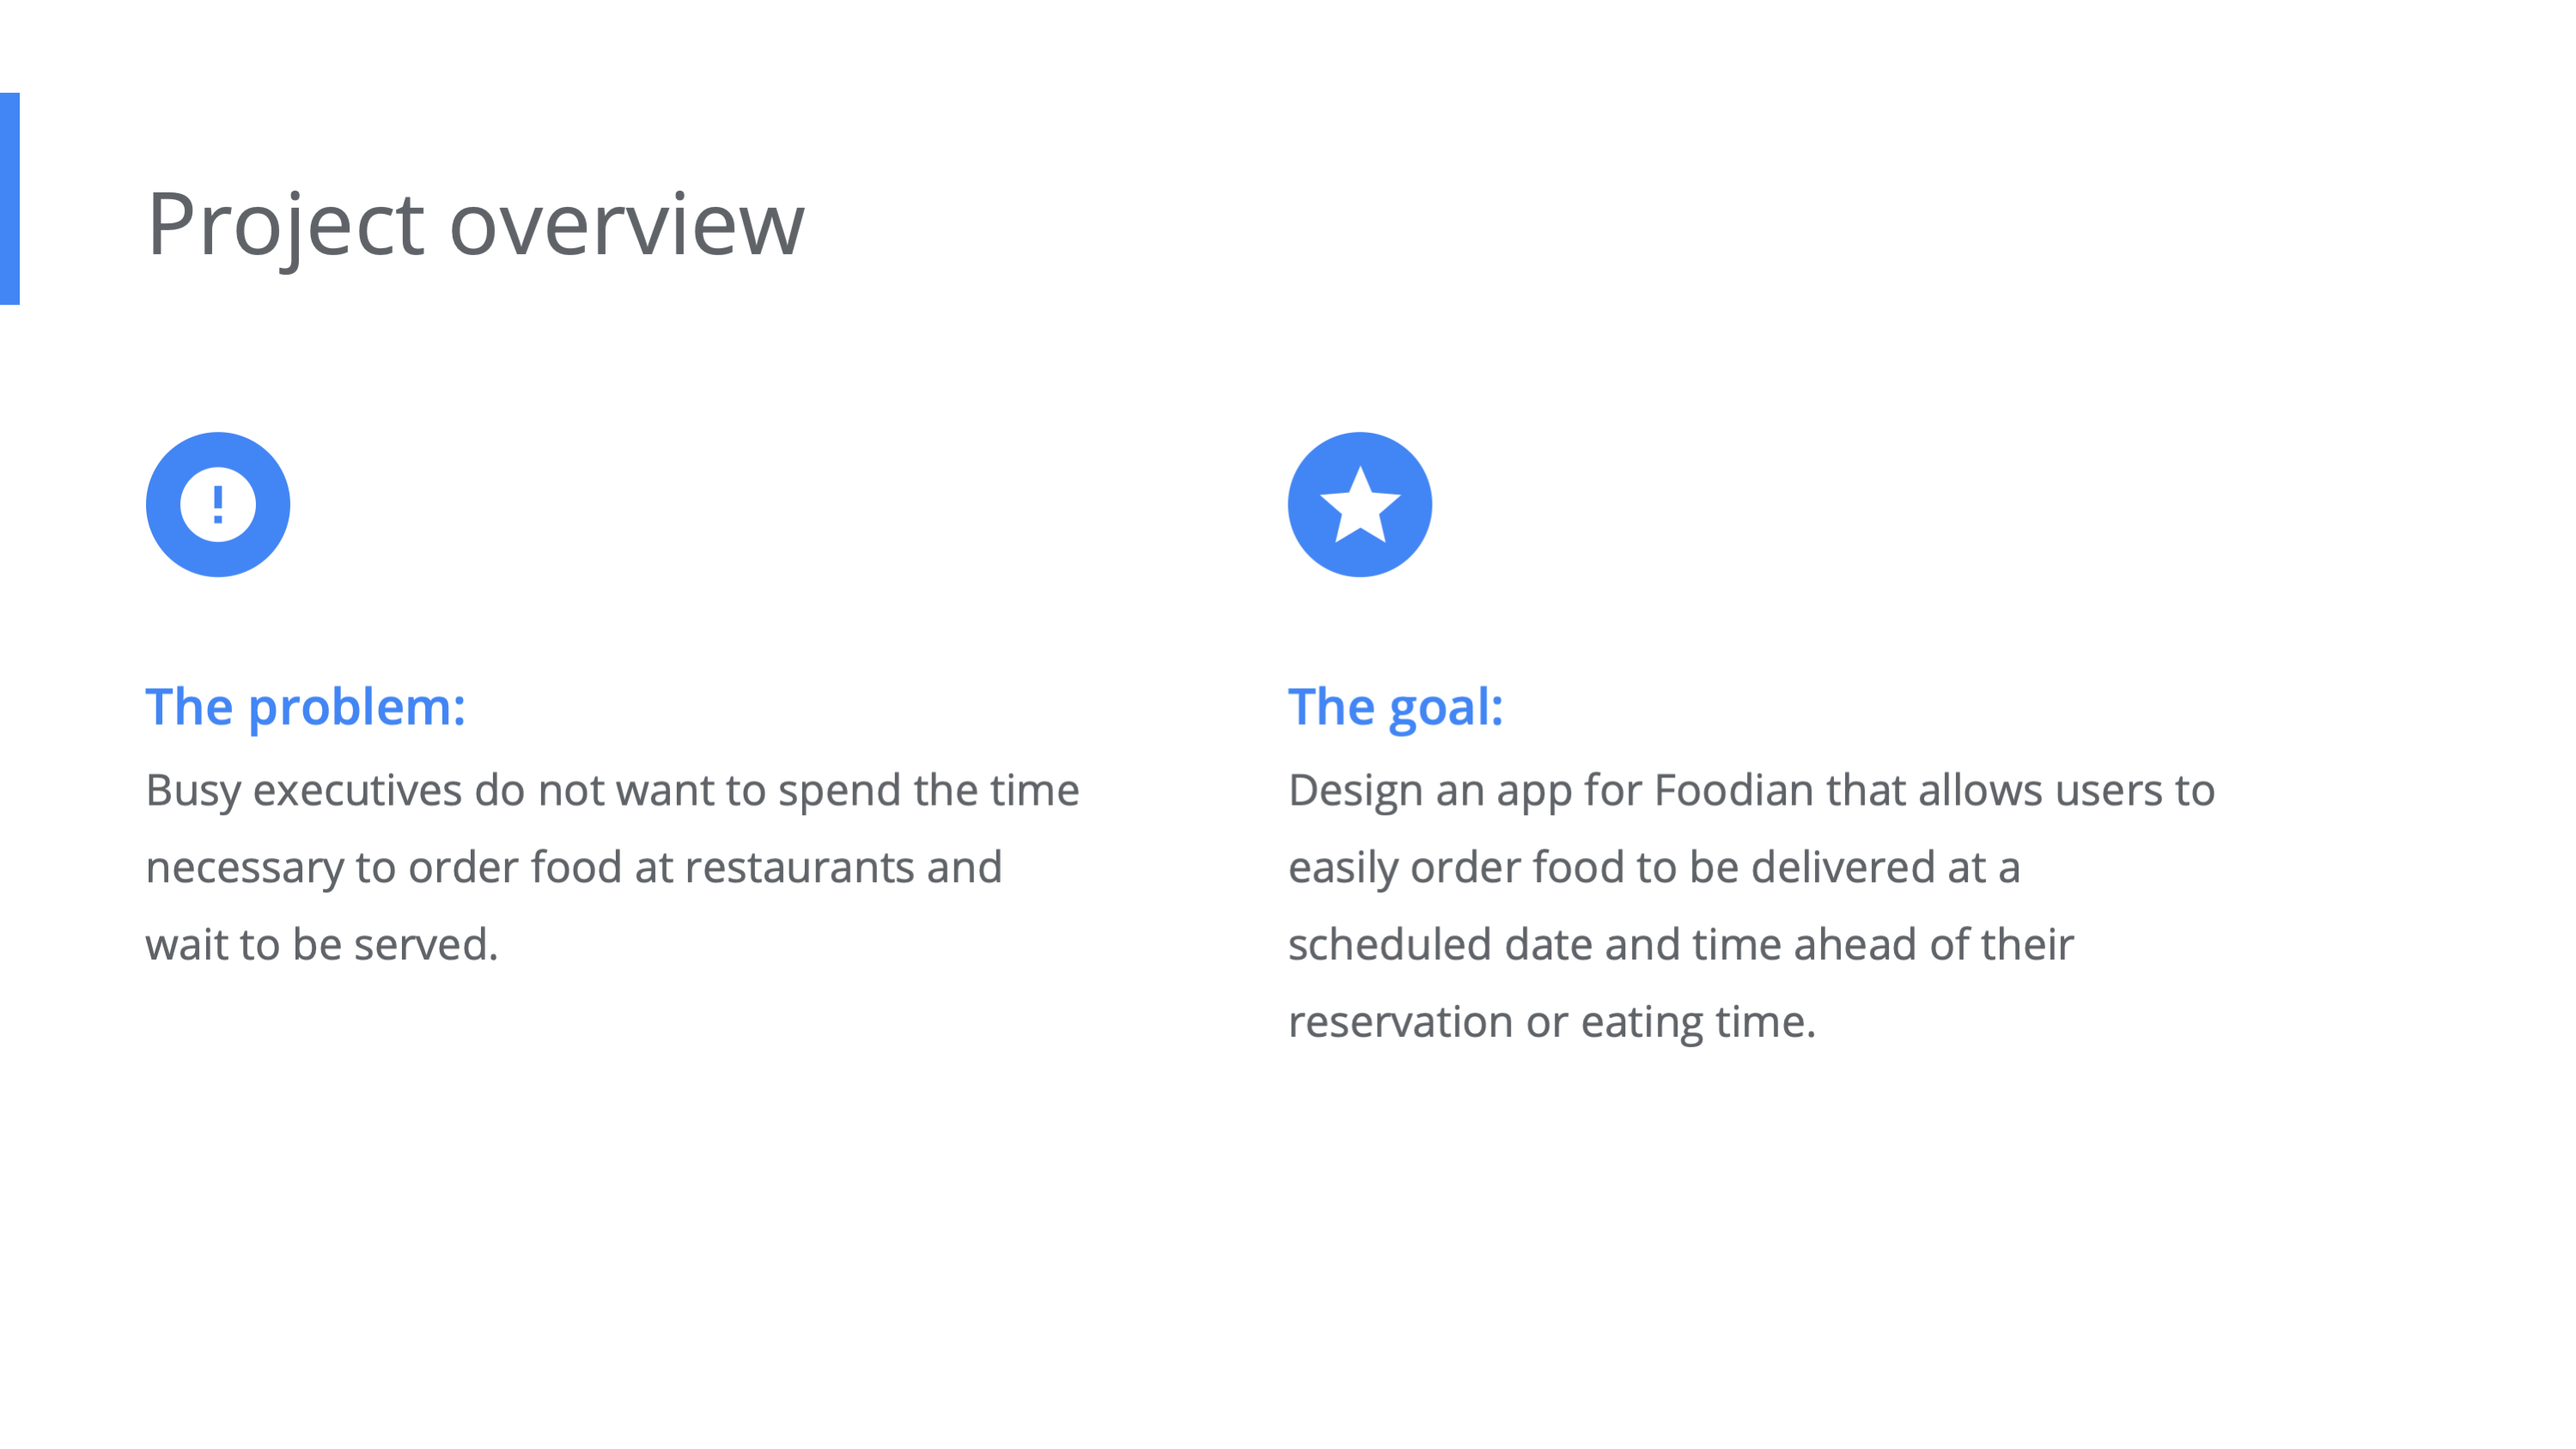 Project overview
The problem:
Busy executives do not want to spend the time
necessary to order food at restaurants and
wait to be served.
The goal:
Design an app for Foodian that allows users to
easily order food to be delivered at a
scheduled date and time ahead of their
reservation or eating time.